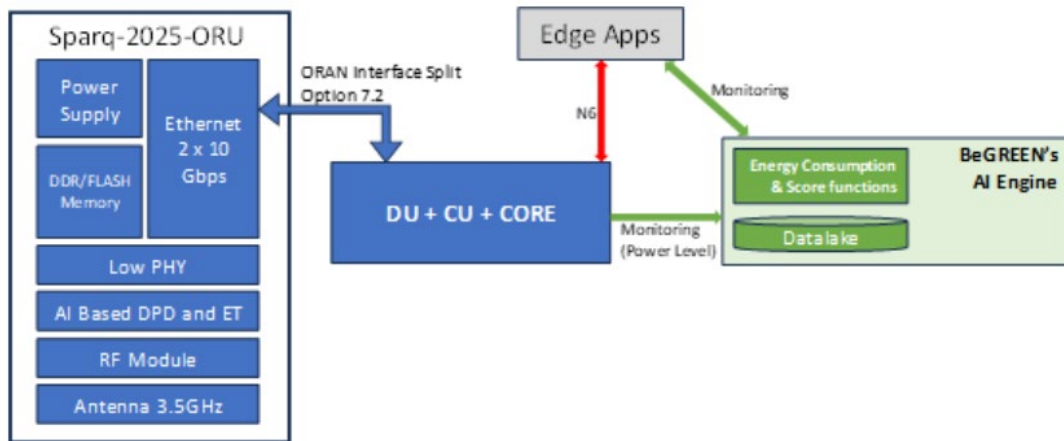 Sparq-2025-ORU
Power
Supply
Ethernet
2 x 10
Gbps
DDR/FLASH
Memory
Low PHY
AI Based DPD and ET
RF Module
Antenna 3.5GHz
ORAN Interface Split
Option 7.2
DU + CU + CORE
Edge Apps
N6
Monitoring
Monitoring
(Power Level)
BeGREEN's
AI Engine
Energy Consumption
& Score functions
Datalake